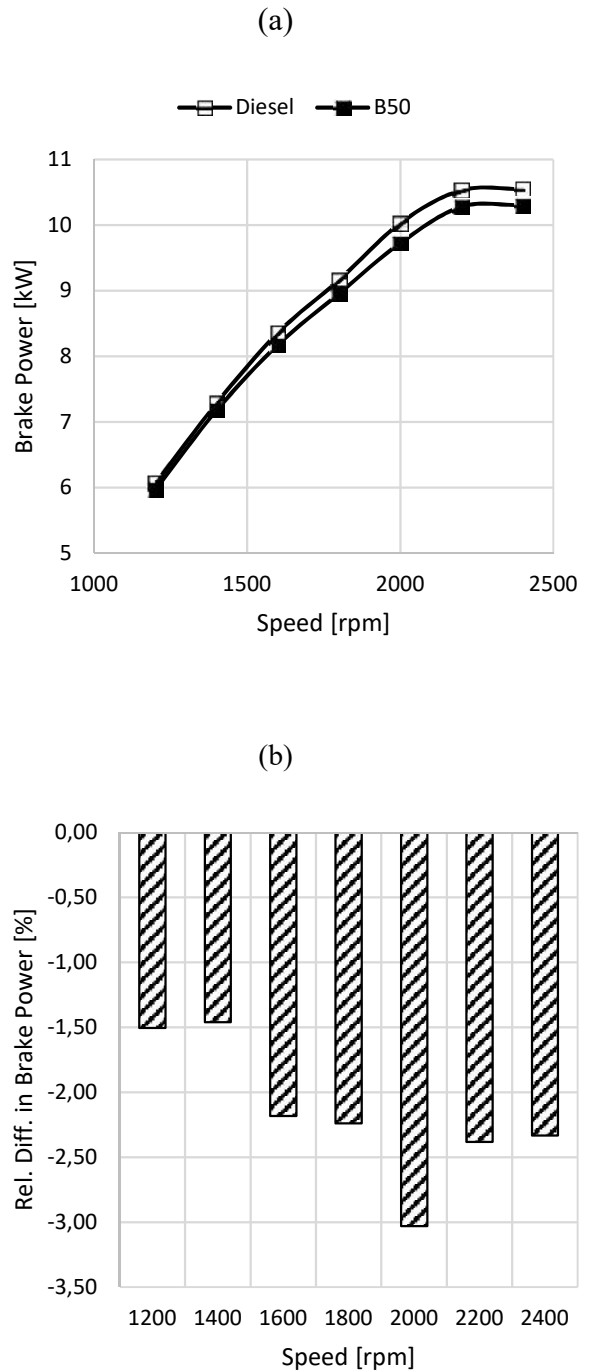 (a)
Diesel B50
11
10
9
8
7
6
5
Brake Power [kW]
1000 1500 2000 2500
Speed [rpm]
(b)
0,00
-0,50
-1,00
-1,50
-2,00
-2,50
-3,00
-3,50
Rel. Diff. in Brake Power [%]
1200 1400 1600 1800 2000 2200 2400
Speed [rpm]